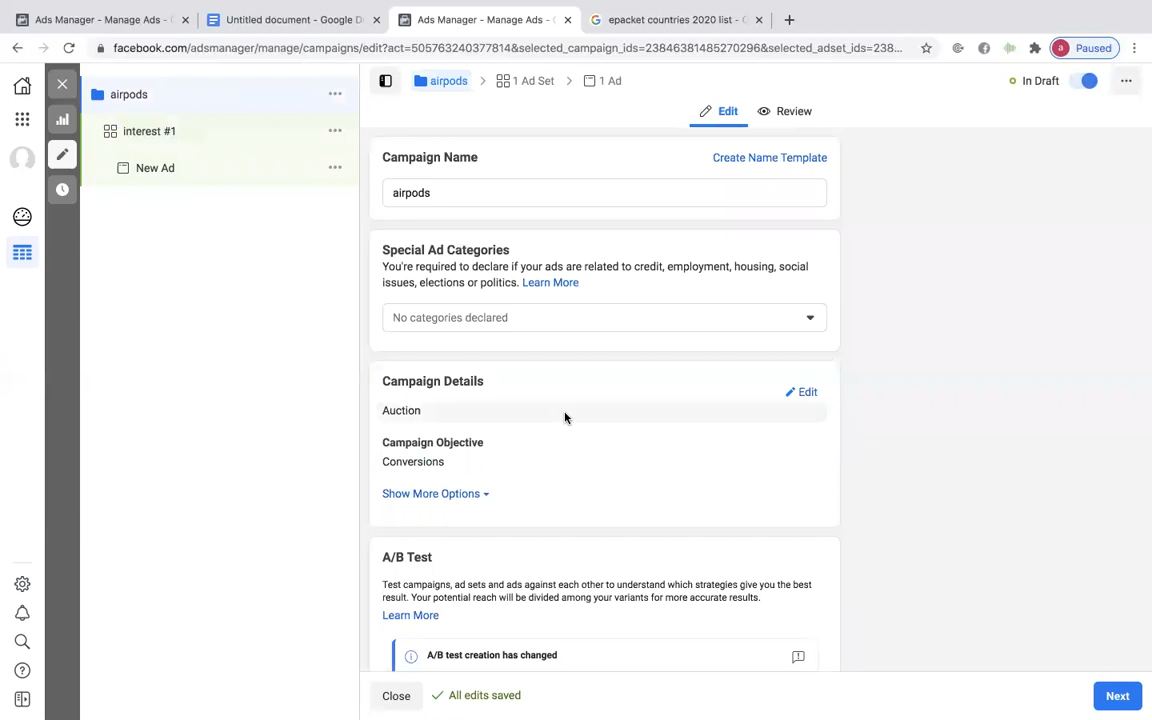 Ads Manager - Manage Ads - C
Untitled document - Google D
Ads Manager - Manage Ads - C
epacket countries 2020 list - G
facebook.com/adsmanager/manage/campaigns/edit?act=505763240377814&selected_campaign_ids=23846381485270296&selected_adset_ids=238...
a Paused
airpods
interest #1
New Ad
airpods
1 Ad Set
1 Ad
In Draft
Edit
Review
Campaign Name
Create Name Template
airpods
Special Ad Categories
You're required to declare if your ads are related to credit, employment, housing, social
issues, elections or politics. Learn More
No categories declared
Campaign Details
Edit
Auction
Campaign Objective
Conversions
Show More Options
A/B Test
Test campaigns, ad sets and ads against each other to understand which strategies give you the best
result. Your potential reach will be divided among your variants for more accurate results.
Learn More
A/B test creation has changed
Close
All edits saved
Next